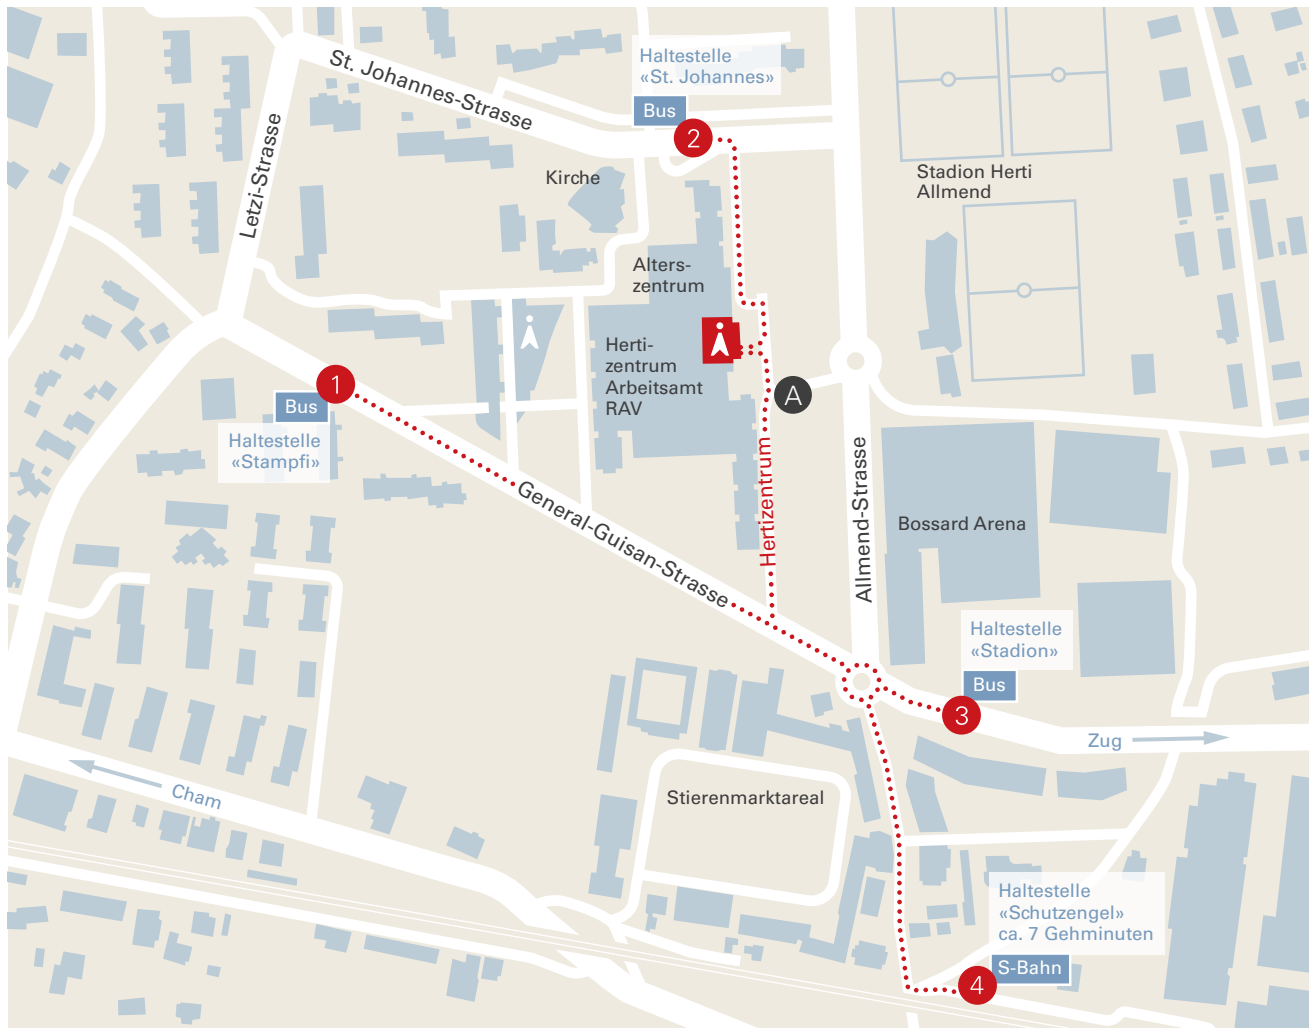 Haltestelle
«St. Johannes»
Bus
2
St. Johannes-Strasse
Letzi-Strasse
Kirche
Stadion Herti
Allmend
Alters-
zentrum
Herti-
zentrum
Arbeitsamt
RAV
1
Bus
Haltestelle
«Stampfi»
A
Hertizentrum
Allmend-Strasse
General-Guisan-Strasse
Bossard Arena
Haltestelle
«Stadion»
Bus
3
Zug
Cham
Stierenmarktareal
Haltestelle
«Schutzengel»
ca. 7 Gehminuten
S-Bahn
4